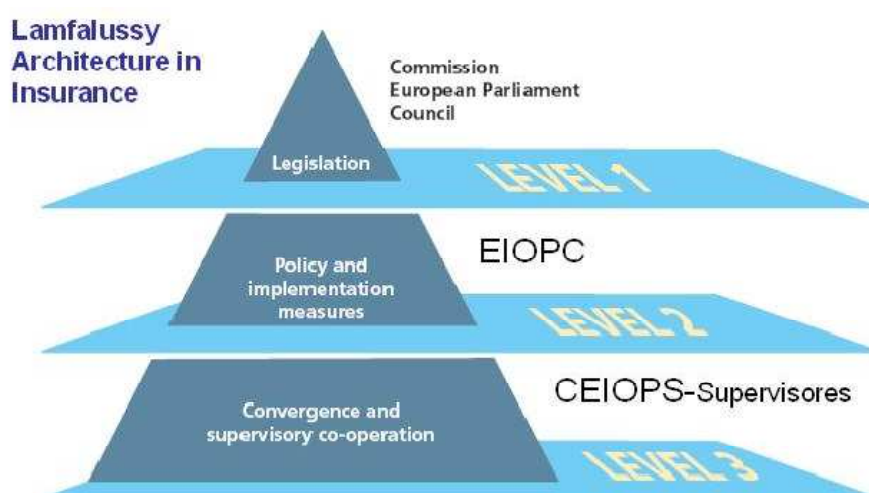 Lamfalussy
Architecture in
Insurance
Commission
European Parliament
Council
Legislation
LEVEL 1
EIOPC
Policy and
implementation
measures
LEVEL 2
CEIOPS-Supervisores
Convergence and
supervisory co-operation
LEVEL 3